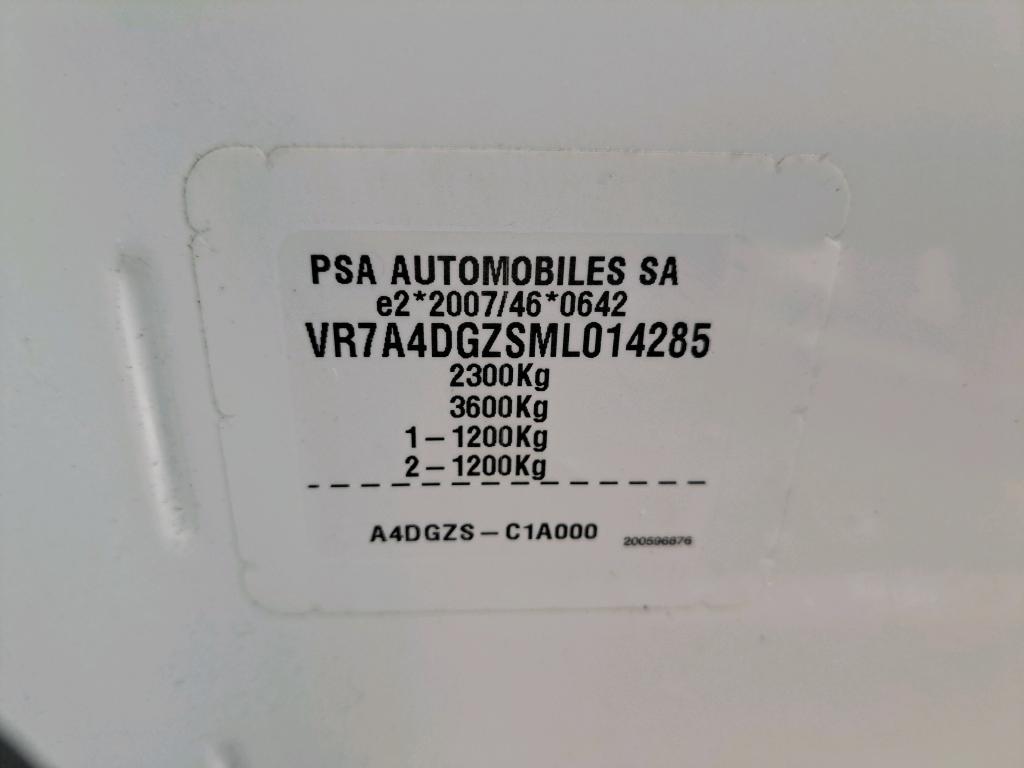 PSA AUTOMOBILES SA
e2*2007/46*0642
VR7A4DGZSML014285
2300Kg
3600Kg
1-1200Kg
2-1200Kg
A4DGZS-C1A000 200596876